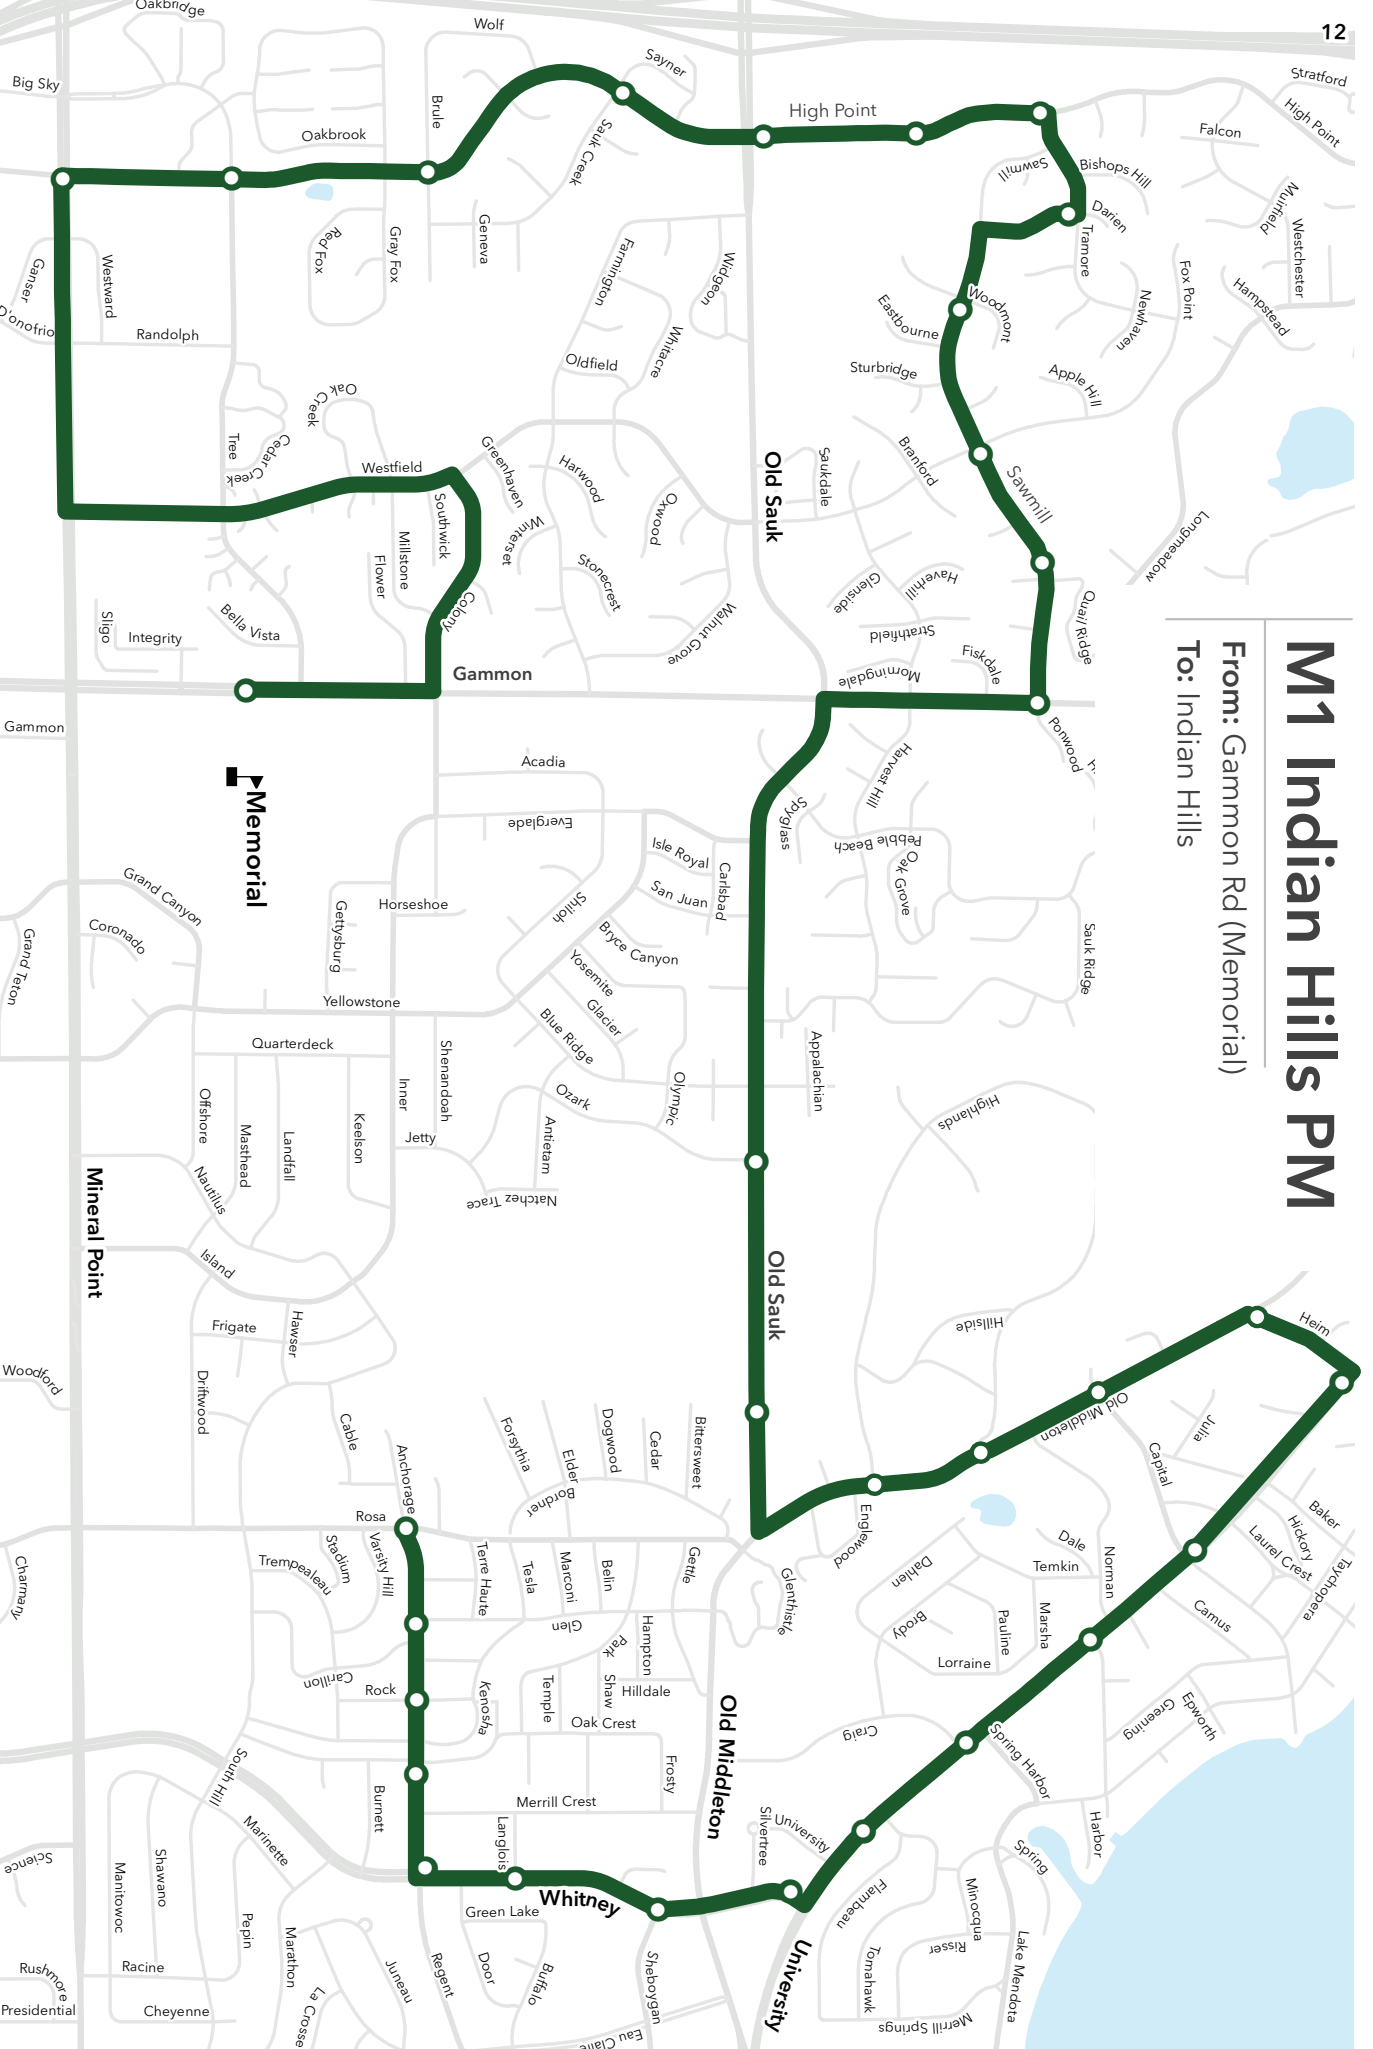 12
M1 Indian Hills PM
From: Gammon Rd (Memorial)
To: Indian Hills
Oakbridge
Wolf
Sayner
Big Sky
Brule
Oakbrook
Sauk Creek
High Point
Stratford
High Point
Falcon
Sawmill
Bishops Hill
Darien
Muirfield
Westchester
Tramore
Geneva
Gray Fox
Red Fox
Ganser
Westward
D'onofrio
Randolph
Farmington
Widgeon
Whitacre
Oldfield
Eastbourne
Woodmont
Newhaven
Fox Point
Hampstead
Sturbridge
Apple Hill
Oak Creek
Tree
Cedar Creek
Westfield
Greenhaven
Southwick
Winterset
Harwood
Oxwood
Stonecrest
Old Sauk
Saukdale
Branford
Sawmill
Longmeadow
Millstone
Flower
Colony
Walnut Grove
Glenside
Haverhill
Strathfield
Quail Ridge
Fiskdale
Morningdale
Sligo
Integrity
Bella Vista
Gammon
Gammon
Ponwood
Harvest Hill
Memorial
Acadia
Everglade
Spyglass
Pebble Beach
Oak Grove
Isle Royal
San Juan
Carlsbad
Grand Canyon
Coronado
Grand Teton
Gettysburg
Horseshoe
Shiloh
Bryce Canyon
Yosemite
Glacier
Blue Ridge
Sauk Ridge
Yellowstone
Quarterdeck
Shenandoah
Inner
Jetty
Ozark
Olympic
Appalachian
Highlands
Offshore
Masthead
Landfall
Keelson
Antietam
Natchez Trace
Nautilus
Mineral Point
Island
Old Sauk
Hillside
Heim
Frigate
Hawser
Woodford
Driftwood
Cable
Anchorage
Forsythia
Elder
Dogwood
Cedar
Bittersweet
Bordner
Old Middleton
Julia
Capital
Rosa
Englewood
Baker
Hickory
Laurel Crest
Taychopera
Charmany
Trempealeau
Stadium
Varsity Hill
Terre Haute
Tesla
Marconi
Belin
Gettle
Glenthistle
Dahlen
Dale
Temkin
Norman
Camus
Glen
Park
Hampton
Brody
Pauline
Marsha
Lorraine
Carillon
Rock
Kenosha
Temple
Shaw
Hilldale
Oak Crest
Old Middleton
Craig
Spring Harbor
Greening
Epworth
South Hill
Burnett
Frosty
Merrill Crest
Langlois
Silvertree
University
Harbor
Spring
Marinette
Science
Manitowoc
Shawano
Whitney
Green Lake
Flambeau
Minocqua
Risser
Lake Mendota
Pepin
Marathon
Racine
Juneau
Regent
Door
Buffalo
Sheboygan
University
Tomahawk
Merrill Springs
Rushmore
Presidential
Cheyenne
La Crosse
Eau Claire